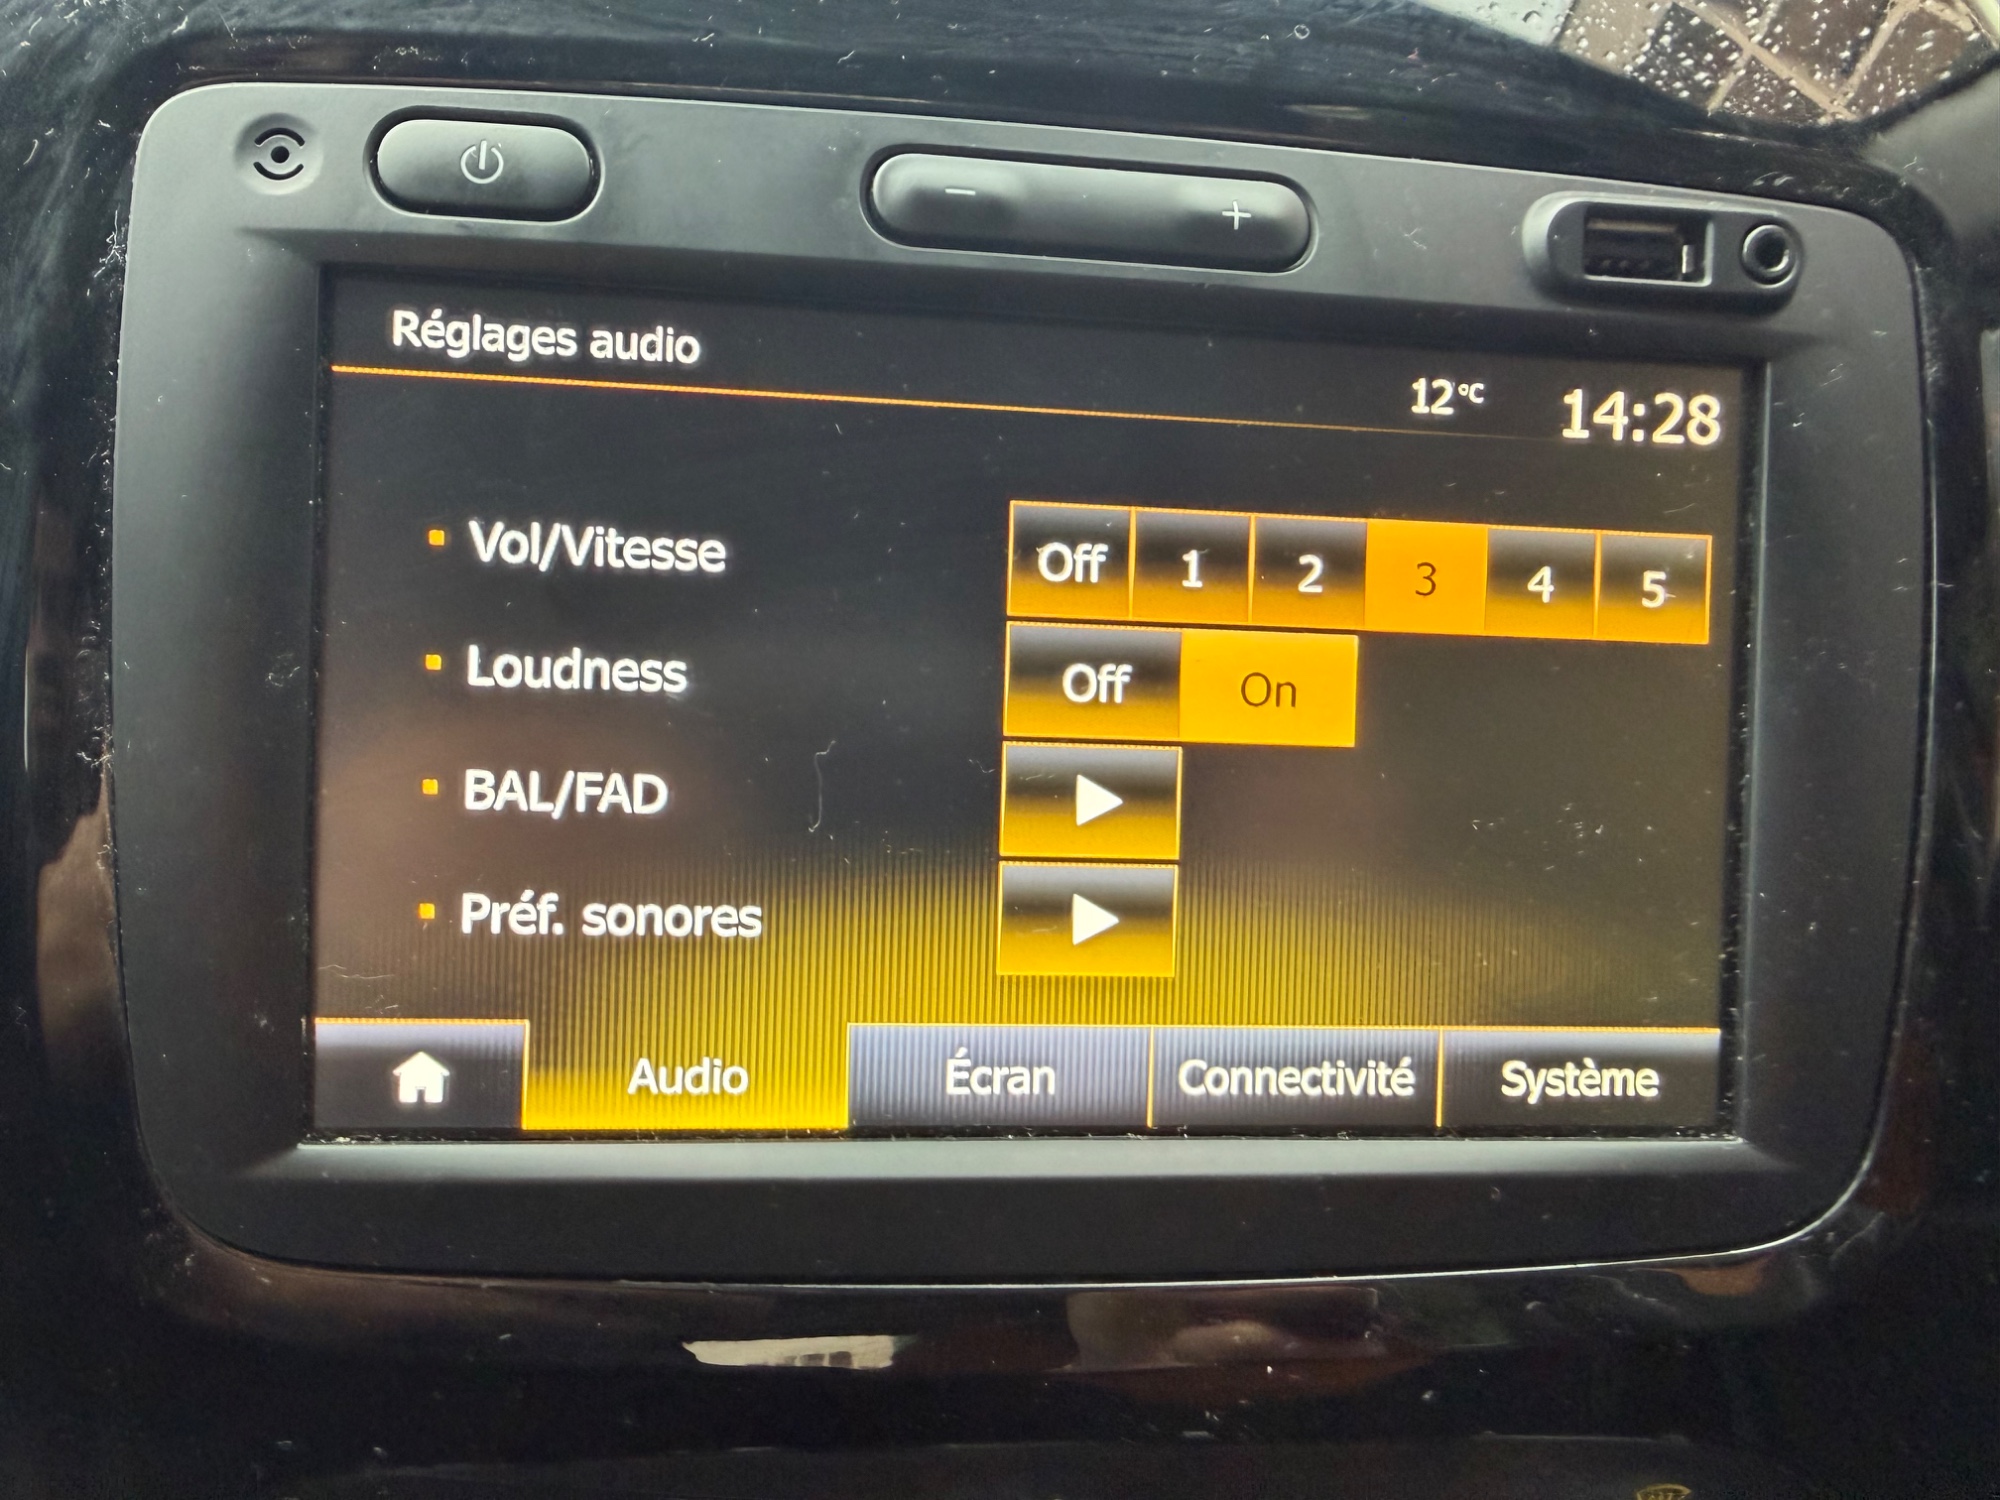 Réglages audio
12°C 14:28
Vol/Vitesse Off 1 2 3 4 5
Loudness Off On
BAL/FAD
Préf. sonores
Audio Écran Connectivité Système